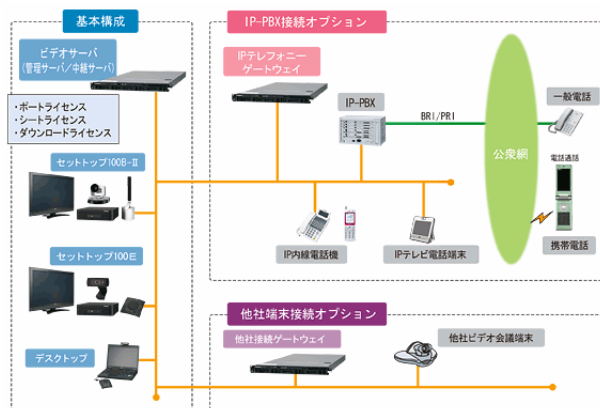 基本構成
ビデオサーバ
(管理サーバ/中継サーバ)
・ポートライセンス
・シートライセンス
・ダウンロードライセンス
セットトップ100B-Ⅱ
セットトップ100E
デスクトップ
IP-PBX接続オプション
IPテレフォニー
ゲートウェイ
IP-PBX
BRI/PRI
公衆網
一般電話
電話通話
携帯電話
IP内線電話機
IPテレビ電話端末
他社端末接続オプション
他社接続ゲートウェイ
他社ビデオ会議端末